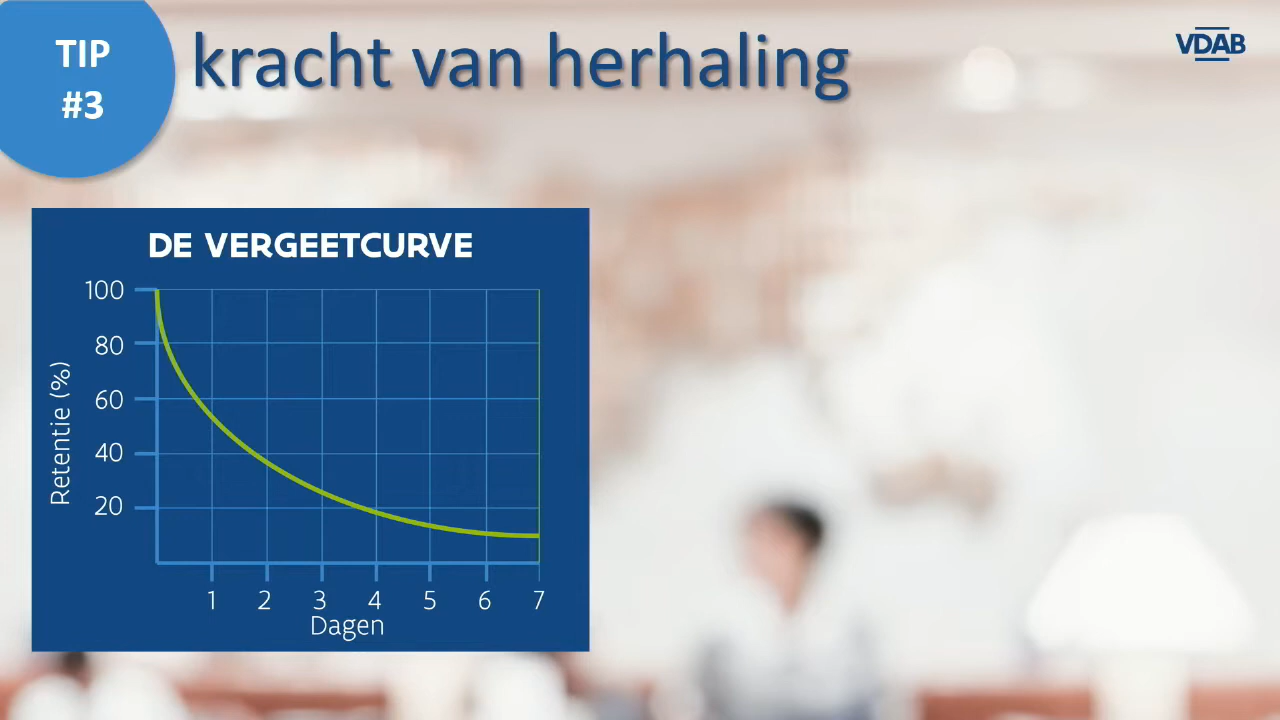 TIP
#3
kracht van herhaling
VDAB
DE VERGEETCURVE
100
80
60
40
20
Retentie (%)
1 2 3 4 5 6 7
Dagen